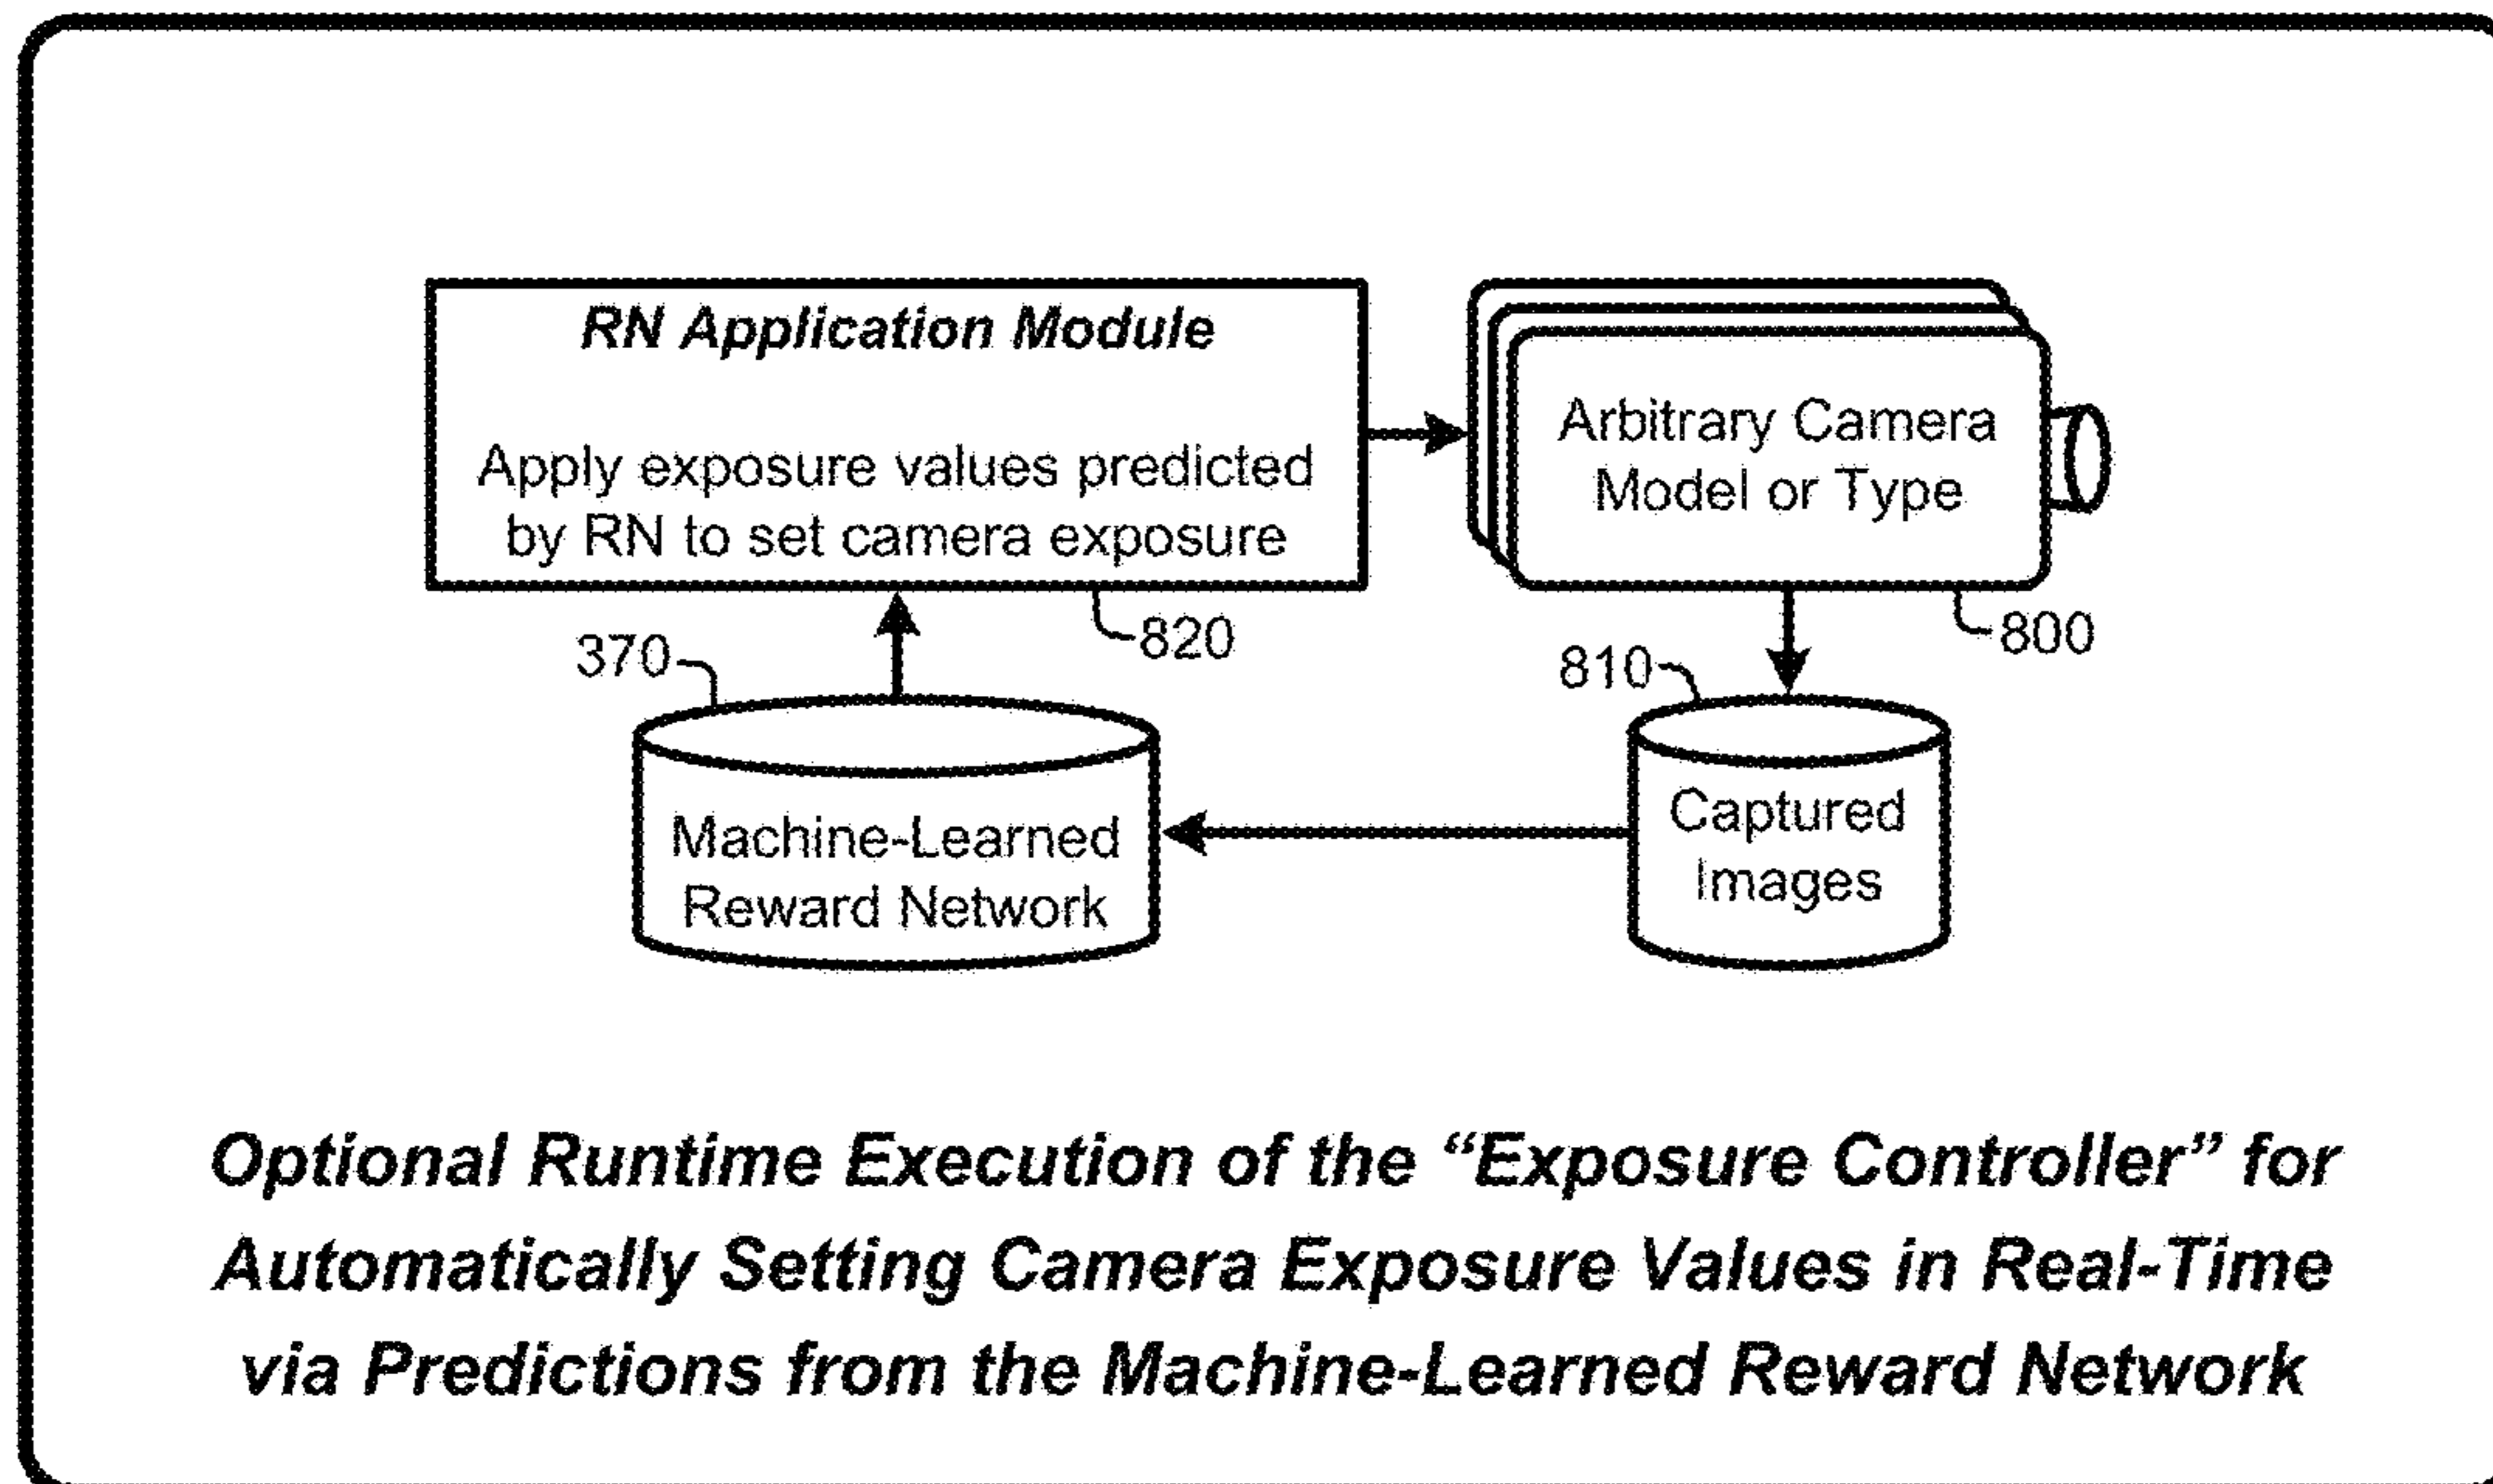 RN Application Module
Apply exposure values predicted
by RN to set camera exposure
Arbitrary Camera
Model or Type
820
800
370
810
Machine-Learned
Reward Network
Captured
Images
Optional Runtime Execution of the “Exposure Controller” for
Automatically Setting Camera Exposure Values in Real-Time
via Predictions from the Machine-Learned Reward Network